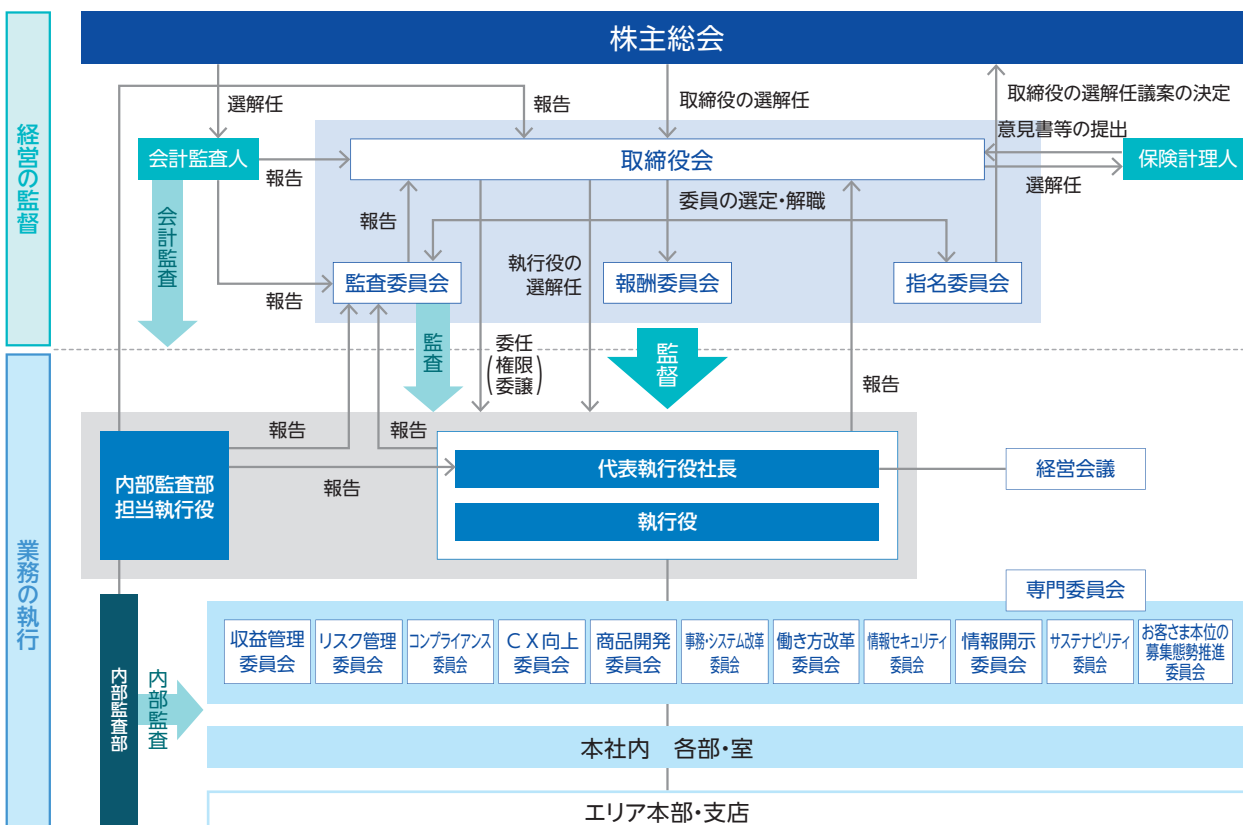 株主総会
経営の監督
選解任
報告
取締役の選解任
取締役の選解任議案の決定
意見書等の提出
会計監査人
報告
取締役会
保険計理人
選解任
会計監査
報告
委員の選定・解職
監査委員会
報告
執行役の
選解任
報酬委員会
指名委員会
監査
委任
(権限
委譲)
監督
報告
業務の執行
報告
報告
内部監査部
担当執行役
報告
代表執行役社長
経営会議
執行役
専門委員会
収益管理
委員会
リスク管理
委員会
コンプライアンス
委員会
CX向上
委員会
商品開発
委員会
事務・システム改革
委員会
働き方改革
委員会
情報セキュリティ
委員会
情報開示
委員会
サステナビリティ
委員会
お客さま本位の
募集態勢推進
委員会
内部監査部
内部監査
本社内　各部・室
エリア本部・支店